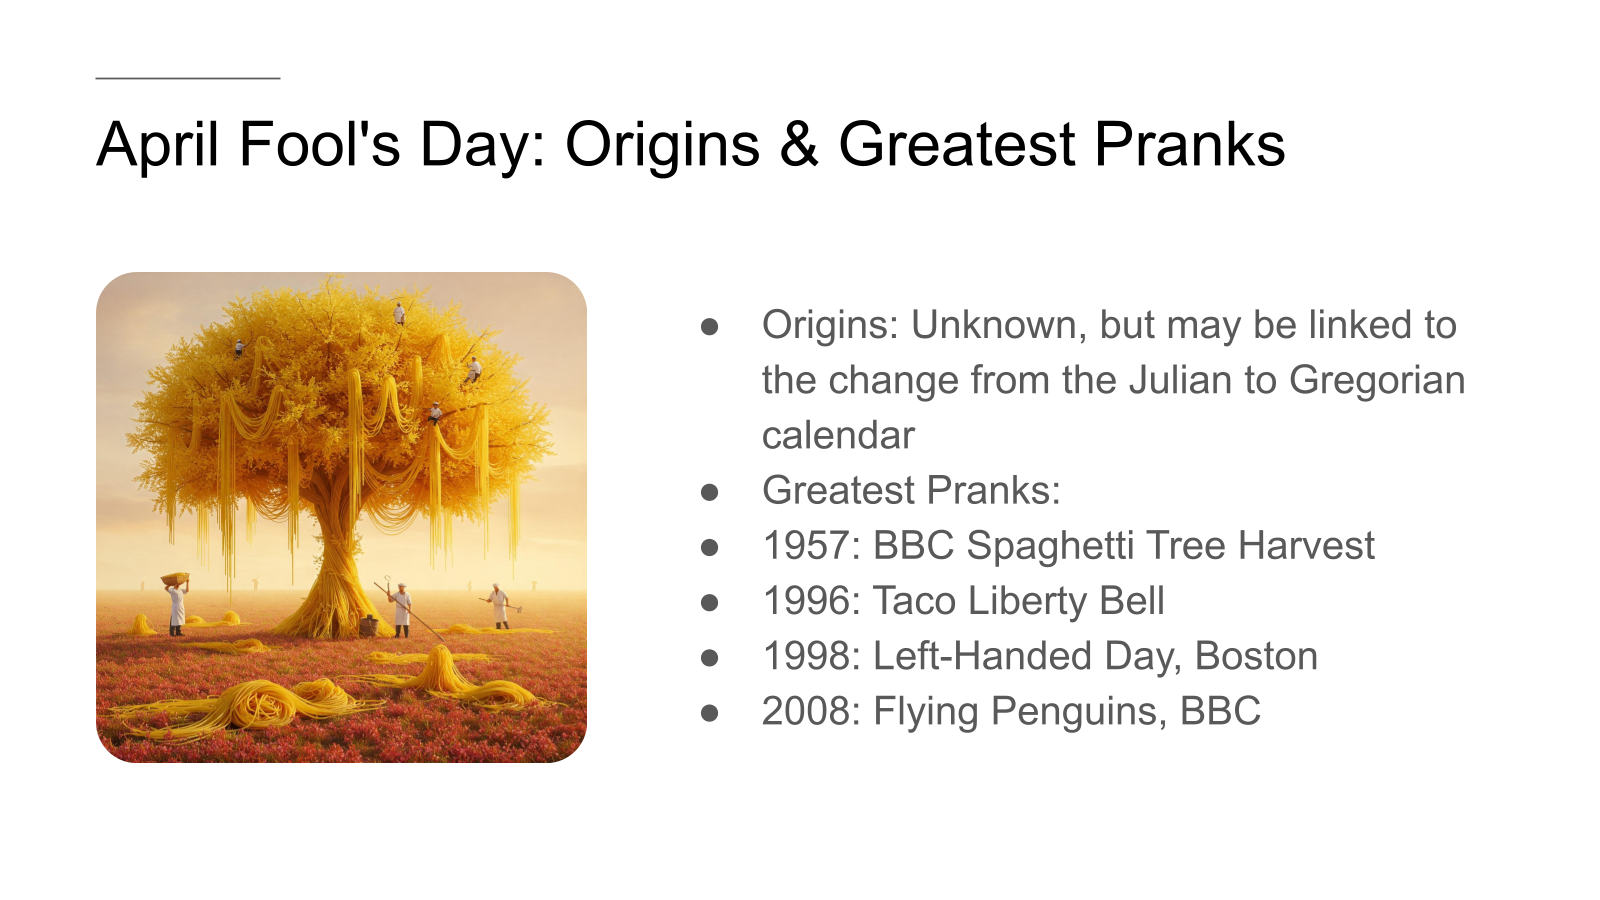 April Fool's Day: Origins & Greatest Pranks
● Origins: Unknown, but may be linked to
the change from the Julian to Gregorian
calendar
● Greatest Pranks:
● 1957: BBC Spaghetti Tree Harvest
● 1996: Taco Liberty Bell
● 1998: Left-Handed Day, Boston
● 2008: Flying Penguins, BBC